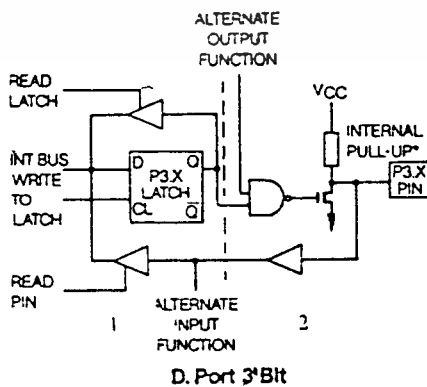 ALTERNATE
OUTPUT
FUNCTION
READ
LATCH
VCC
INTERNAL
PULL-UP*
INT BUS
WRITE
TO
LATCH
D Q
P3.X
LATCH
CL Q
P3.X
PIN
READ
PIN
1
ALTERNATE
INPUT
FUNCTION
2
D. Port 3 Bit